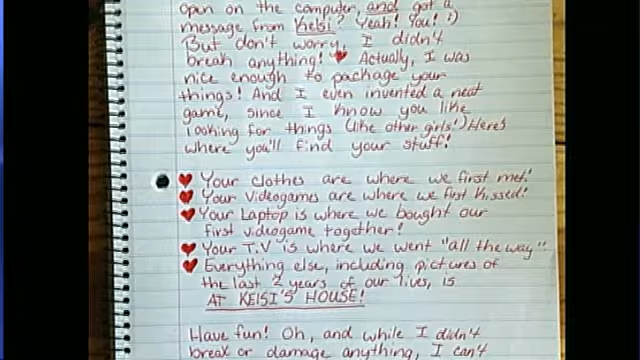 open on the computer, and got a
message from Kelsi? Yeah! You! :)
But don't worry, I didn't
break anything! Actually, I was
nice enough to package your
things! And I even invented a neat
game, since I know you like
looking for things (like other girls!) Here's
where you'll find your stuff!
Your clothes are where we first met!
Your Videogames are where we first kissed!
Your Laptop is where we bought our
first videogame together!
Your T.V is where we went "all the way"
Everything else, including pictures of
the last 2 years of our lives, is
AT KELSI'S HOUSE!
Have fun! Oh, and while I didn't
break or damage anything, I can't